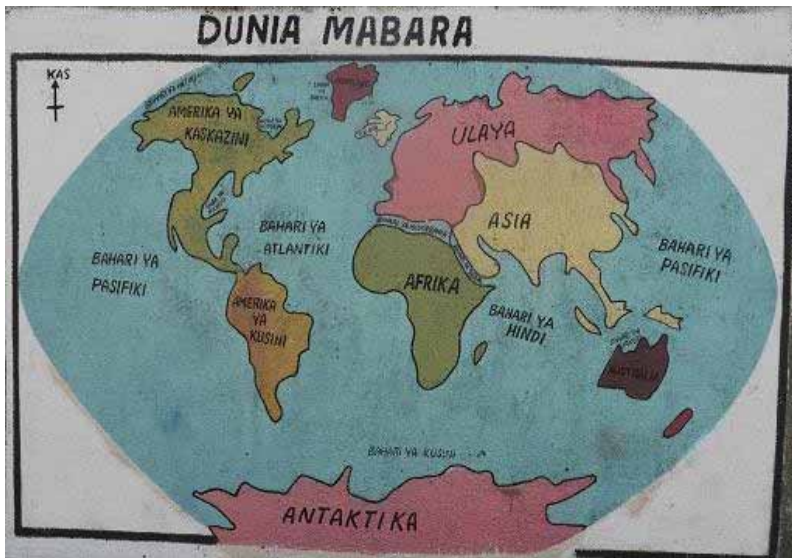 DUNIA MABARA
KAS
AMERIKA YA
KASKAZINI
ULAYA
ASIA
BAHARI YA
ATLANTIKI
BAHARI YA
PASIFIKI
BAHARI YA
PASIFIKI
AFRIKA
AMERIKA
YA
KUSINI
BAHARI YA
HINDI
AUSTRALIA
BAHARI YA KUSINI
ANTAKTIKA